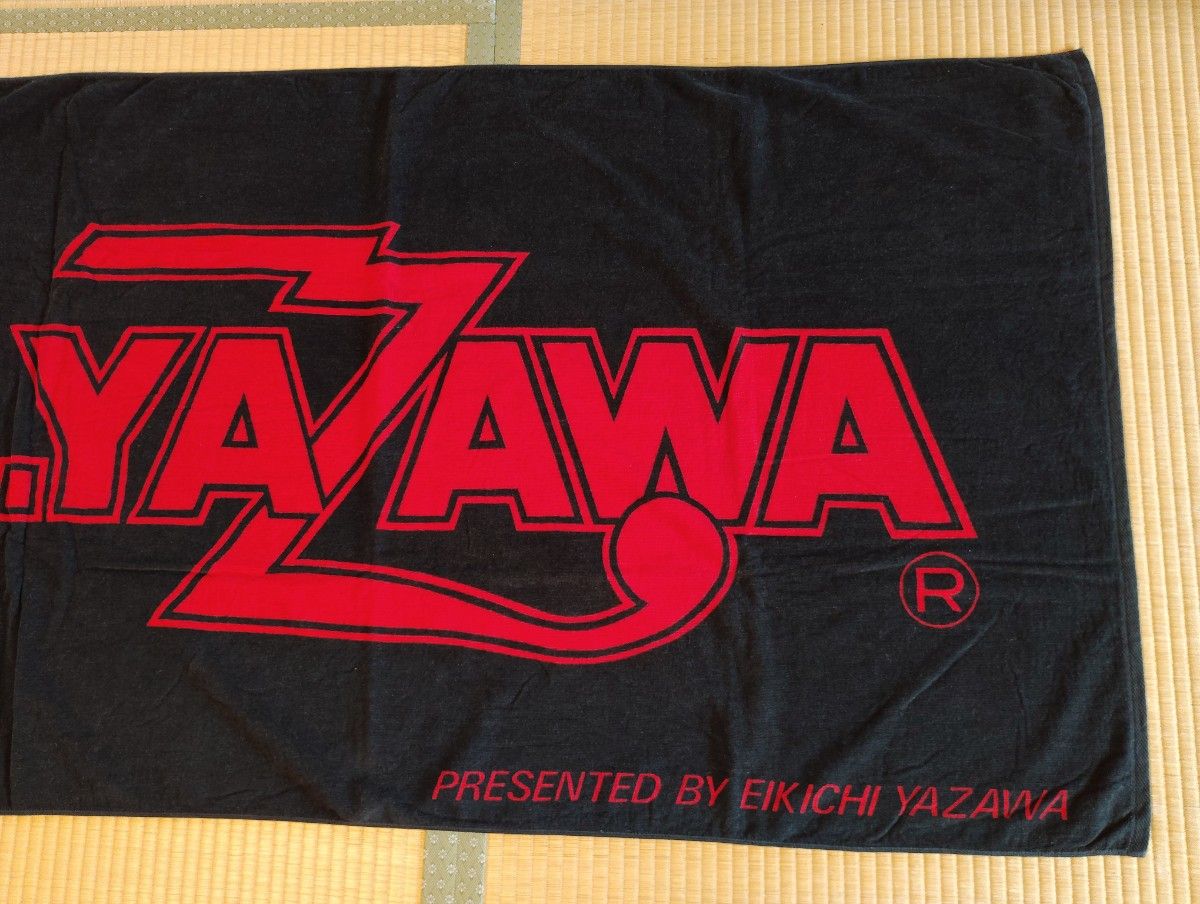 .YAZAWA
®
PRESENTED BY EIKICHI YAZAWA